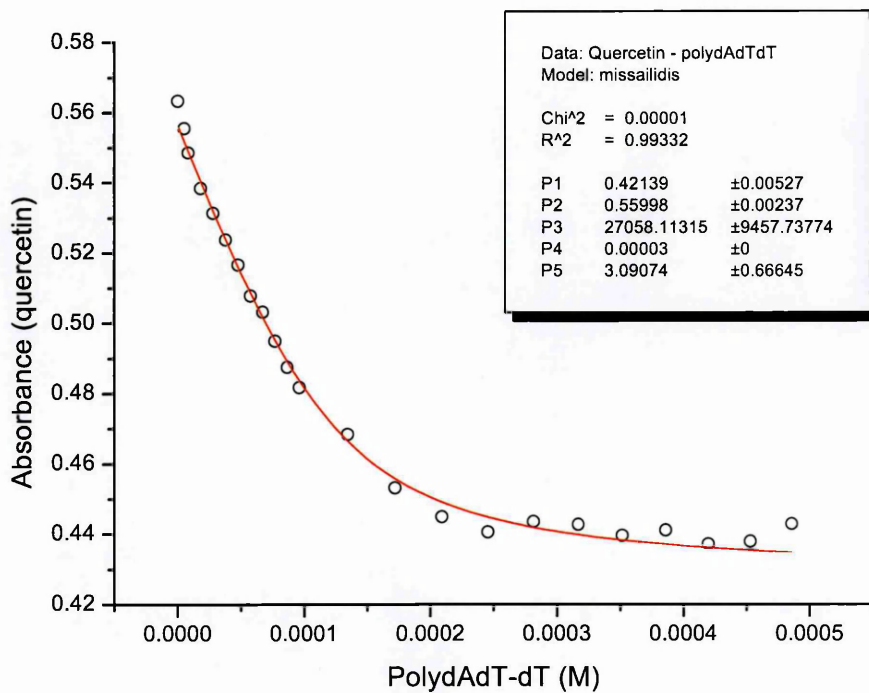 Data: Quercetin - polydAdTdT
Model: missailidis
Chi^2 = 0.00001
R^2 = 0.99332
P1 0.42139 ±0.00527
P2 0.55998 ±0.00237
P3 27058.11315 ±9457.73774
P4 0.00003 ±0
P5 3.09074 ±0.66645
Absorbance (quercetin)
0.58
0.56
0.54
0.52
0.50
0.48
0.46
0.44
0.42
0.0000 0.0001 0.0002 0.0003 0.0004 0.0005
PolydAdT-dT (M)